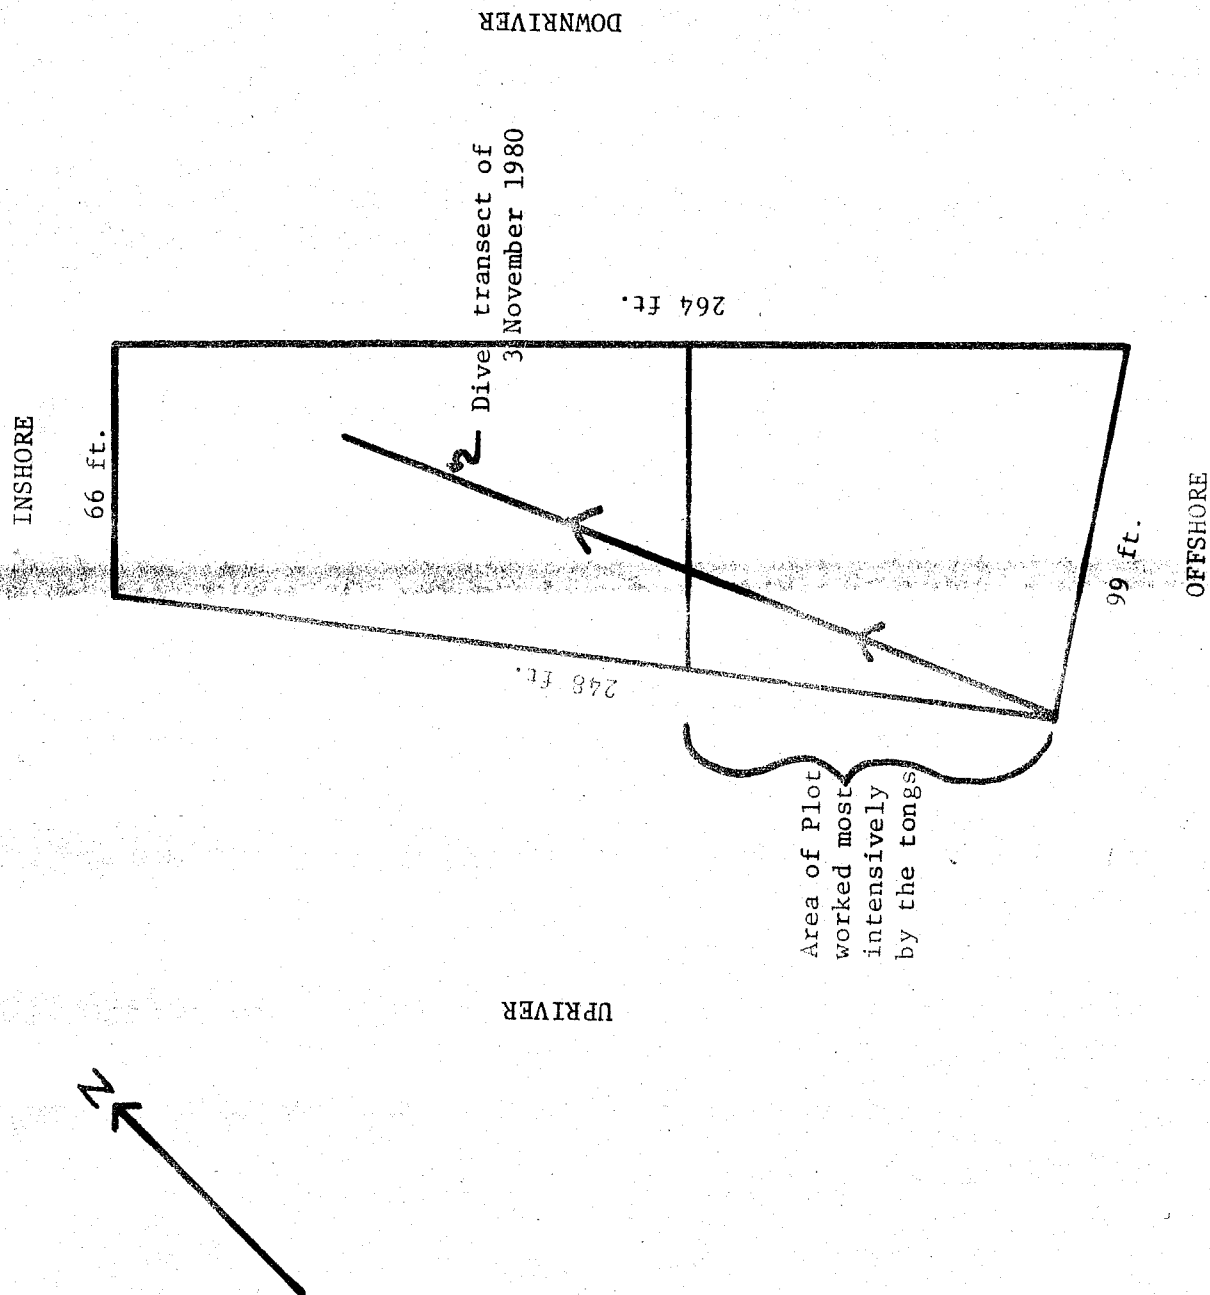 DOWNRIVER
INSHORE
66 ft.
Dive transect of
3 November 1980
264 ft.
248 ft.
99 ft.
OFFSHORE
Area of Plot
worked most
intensively
by the tongs
UPRIVER
N